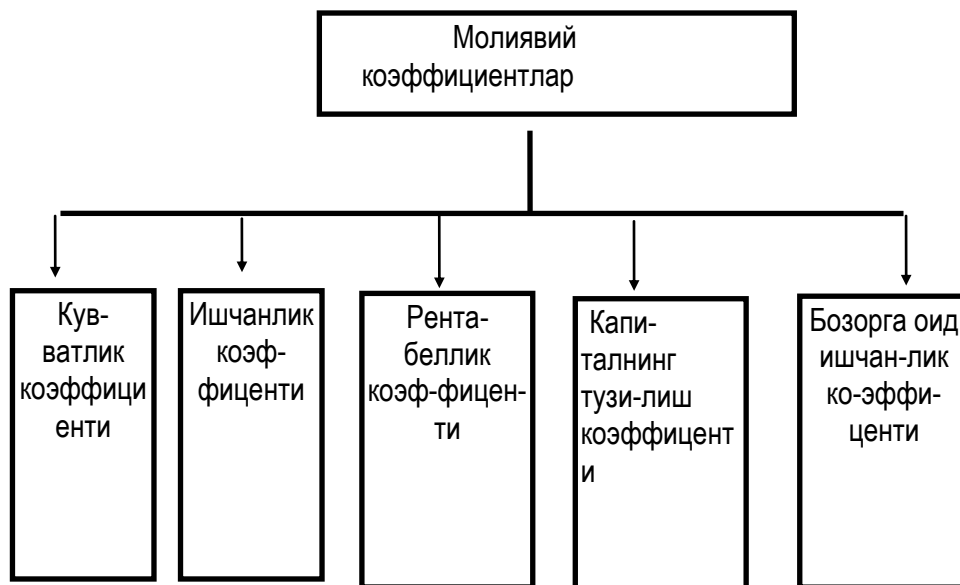 Молиявий
коэффициентлар
Кув-
ватлик
коэффици
енти
Ишчанлик
коэф-
фиценти
Рента-
беллик
коэф-фицен-
ти
Капи-
талнинг
тузи-лиш
коэффицент
и
Бозорга оид
ишчан-лик
ко-эффи-
центи